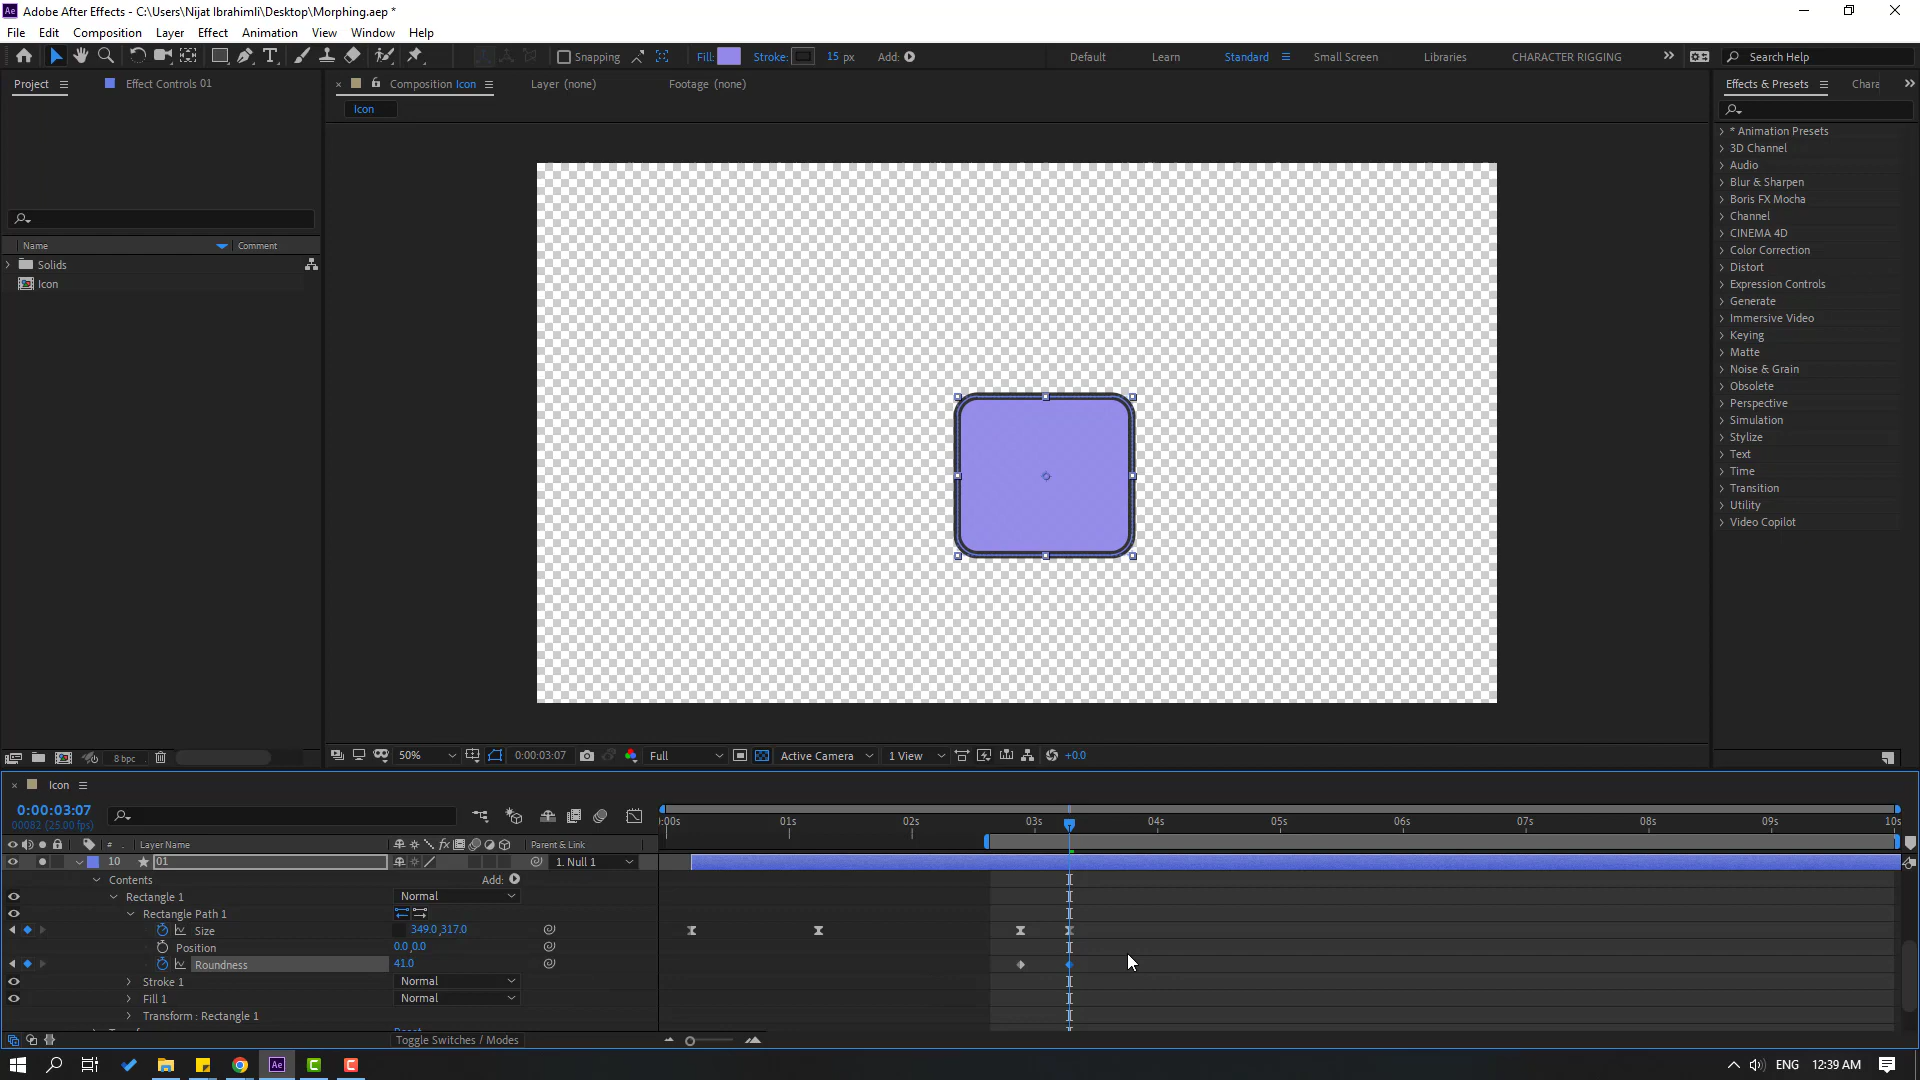 Adobe After Effects - C:\Users\Nijat Ibrahimli\Desktop\Morphing.aep *
File Edit Composition Layer Effect Animation View Window Help
Snapping Fill: Stroke: 15 px Add: Default Learn Standard Small Screen Libraries CHARACTER RIGGING Search Help
Project Effect Controls 01 Composition Icon Layer (none) Footage (none) Effects & Presets Chara
Icon
* Animation Presets
3D Channel
Audio
Blur & Sharpen
Boris FX Mocha
Channel
CINEMA 4D
Color Correction
Distort
Expression Controls
Generate
Immersive Video
Keying
Matte
Noise & Grain
Obsolete
Perspective
Simulation
Stylize
Text
Time
Transition
Utility
Video Copilot
Name Comment
Solids
Icon
8 bpc 50% 0:00:03:07 Full Active Camera 1 View +0.0
Icon
0:00:03:07
00082 (25.00 fps)
:00s 01s 02s 03s 04s 05s 06s 07s 08s 09s 10s
# Layer Name fx Parent & Link
10 01 1. Null 1
Contents Add:
Rectangle 1 Normal
Rectangle Path 1
Size 349.0,317.0
Position 0.0,0.0
Roundness 41.0
Stroke 1 Normal
Fill 1 Normal
Transform : Rectangle 1
Toggle Switches / Modes
Ae ENG 12:39 AM